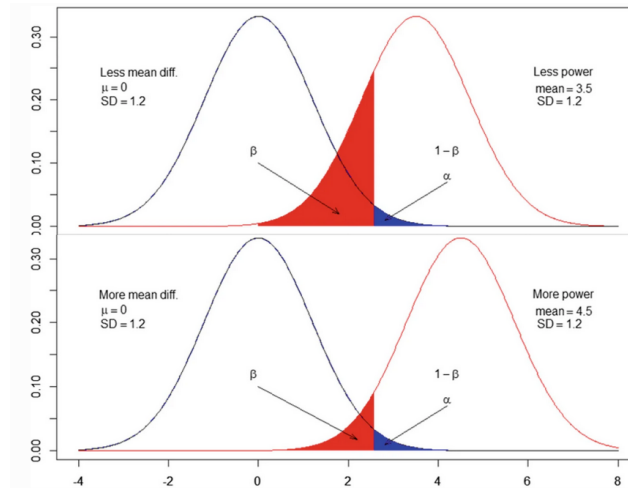 0.30
0.20
0.10
0.00
Less mean diff.
μ = 0
SD = 1.2
Less power
mean = 3.5
SD = 1.2
β
1 − β
α
0.30
0.20
0.10
0.00
More mean diff.
μ = 0
SD = 1.2
More power
mean = 4.5
SD = 1.2
β
1 − β
α
-4 -2 0 2 4 6 8